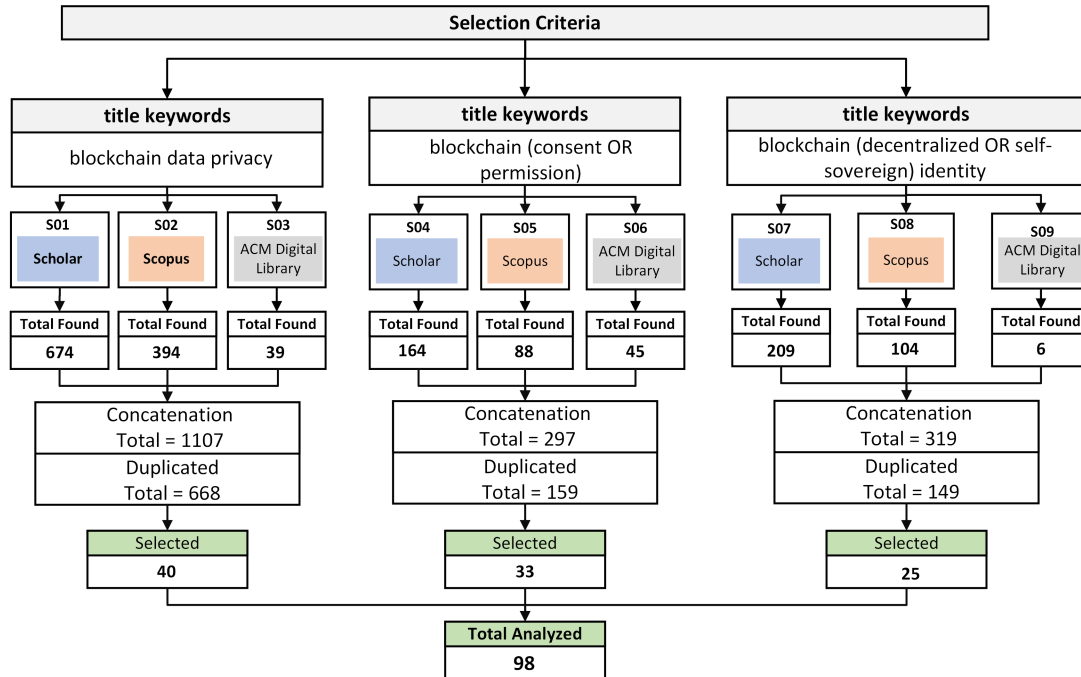 Selection Criteria
title keywords
blockchain data privacy
title keywords
blockchain (consent OR
permission)
title keywords
blockchain (decentralized OR self-
sovereign) identity
S01
Scholar
S02
Scopus
S03
ACM Digital
Library
S04
Scholar
S05
Scopus
S06
ACM Digital
Library
S07
Scholar
S08
Scopus
S09
ACM Digital
Library
Total Found
674
Total Found
394
Total Found
39
Total Found
164
Total Found
88
Total Found
45
Total Found
209
Total Found
104
Total Found
6
Concatenation
Total = 1107
Duplicated
Total = 668
Concatenation
Total = 297
Duplicated
Total = 159
Concatenation
Total = 319
Duplicated
Total = 149
Selected
40
Selected
33
Selected
25
Total Analyzed
98